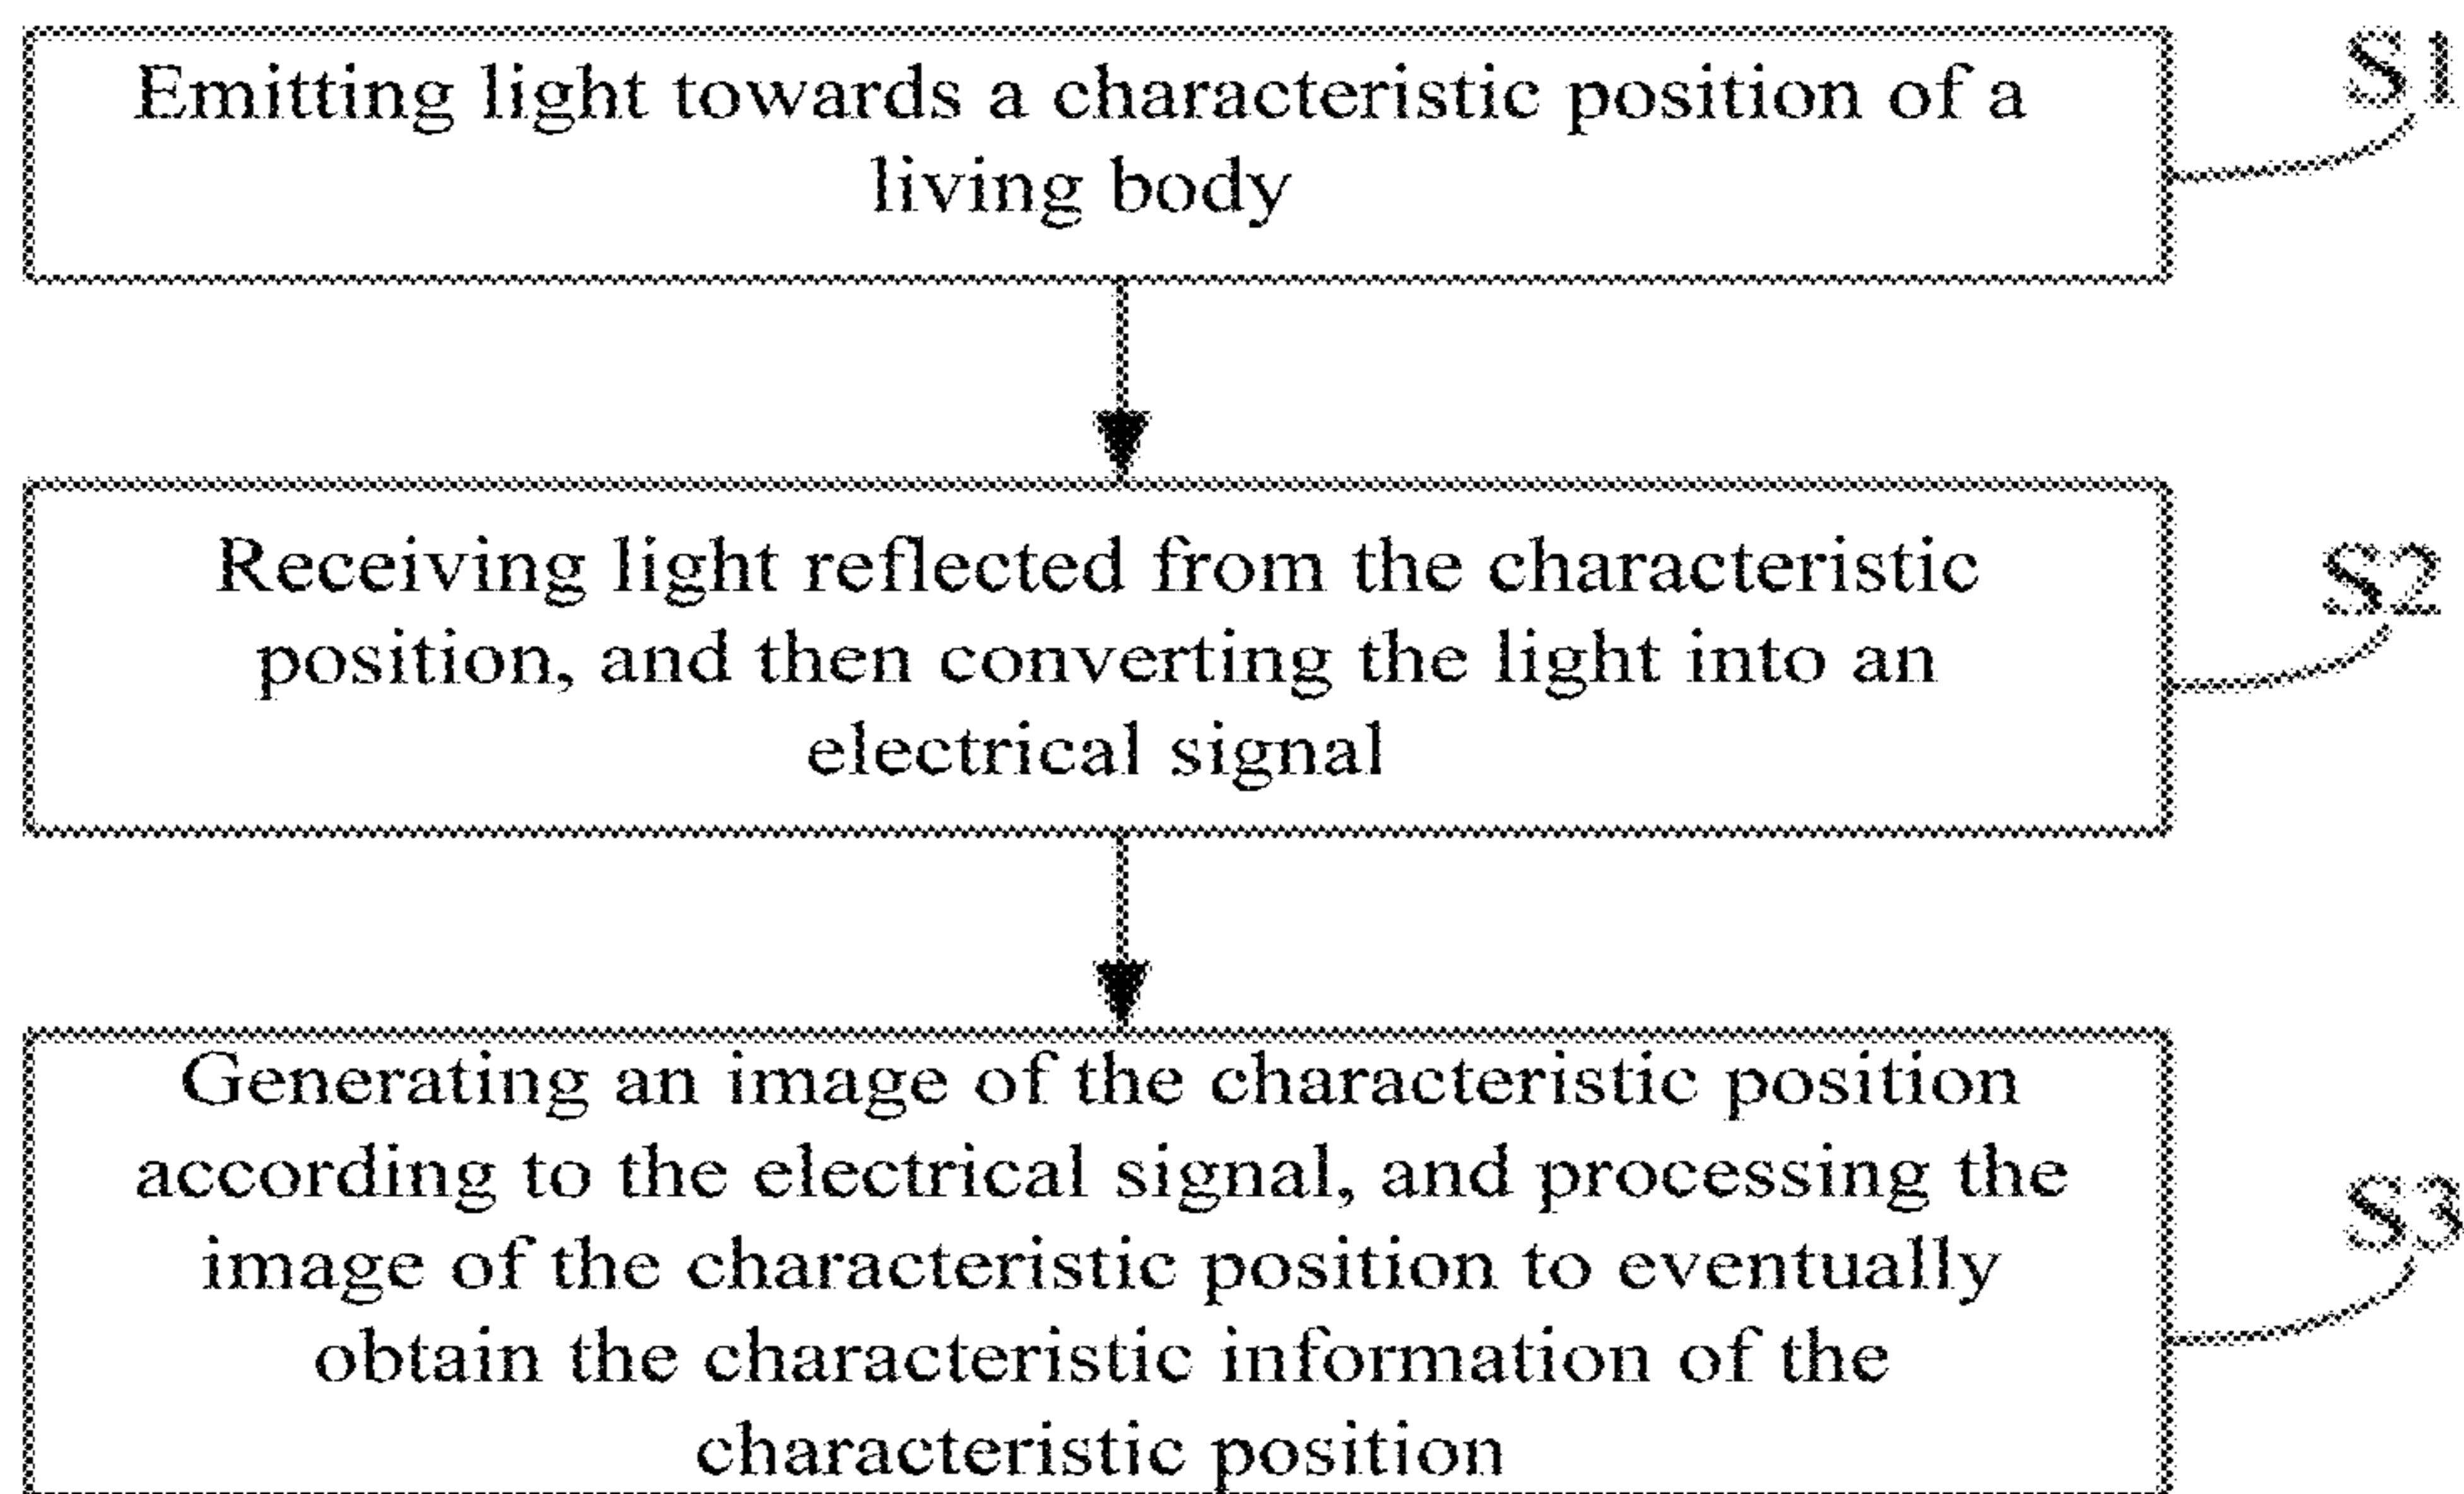 Emitting light towards a characteristic position of a
living body
S1
Receiving light reflected from the characteristic
position, and then converting the light into an
electrical signal
S2
Generating an image of the characteristic position
according to the electrical signal, and processing the
image of the characteristic position to eventually
obtain the characteristic information of the
characteristic position
S3